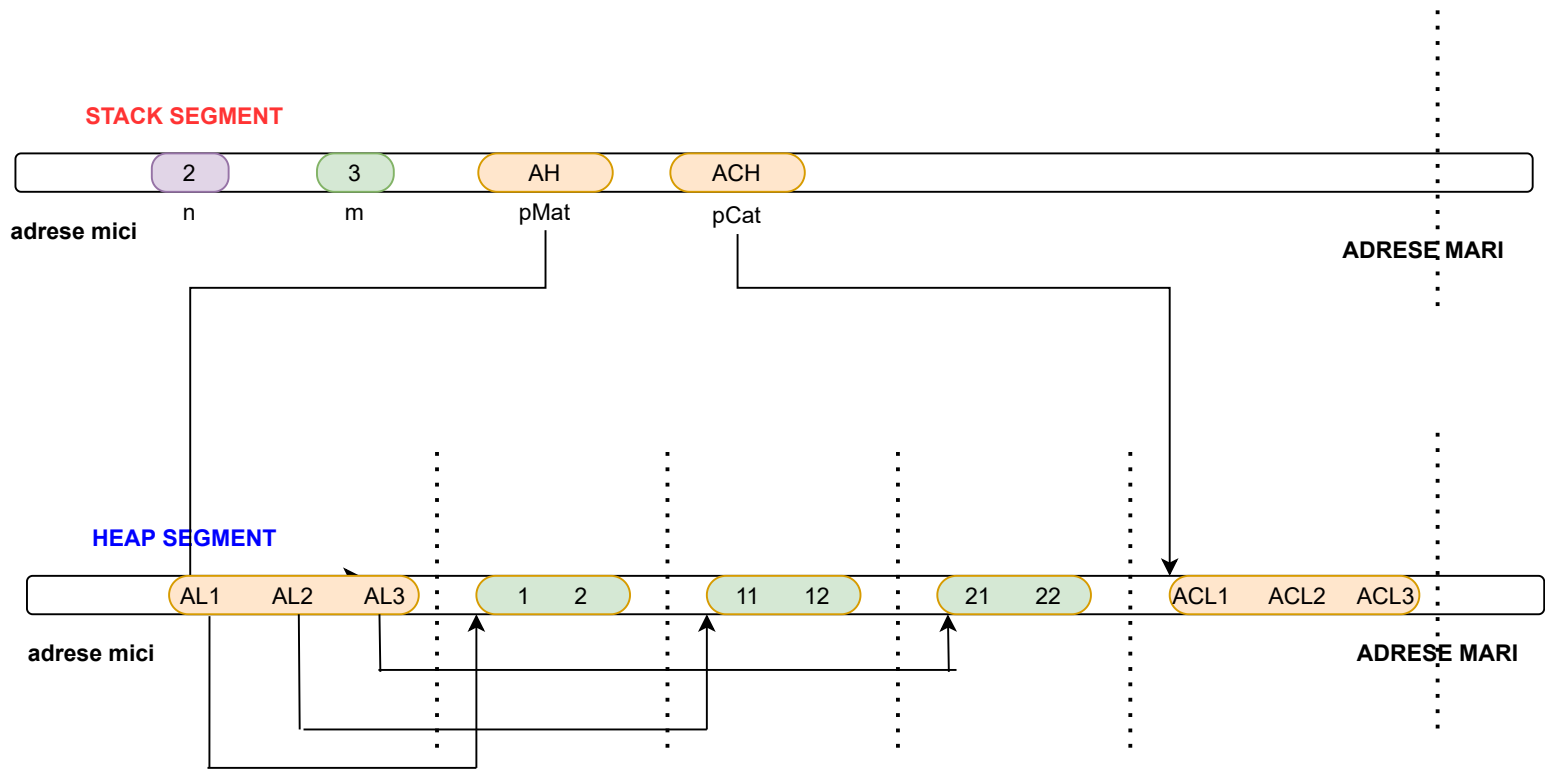 STACK SEGMENT
2 3 AH ACH
n m pMat pCat
adrese mici
ADRESE MARI
HEAP SEGMENT
AL1 AL2 AL3 1 2 11 12 21 22 ACL1 ACL2 ACL3
adrese mici
ADRESE MARI